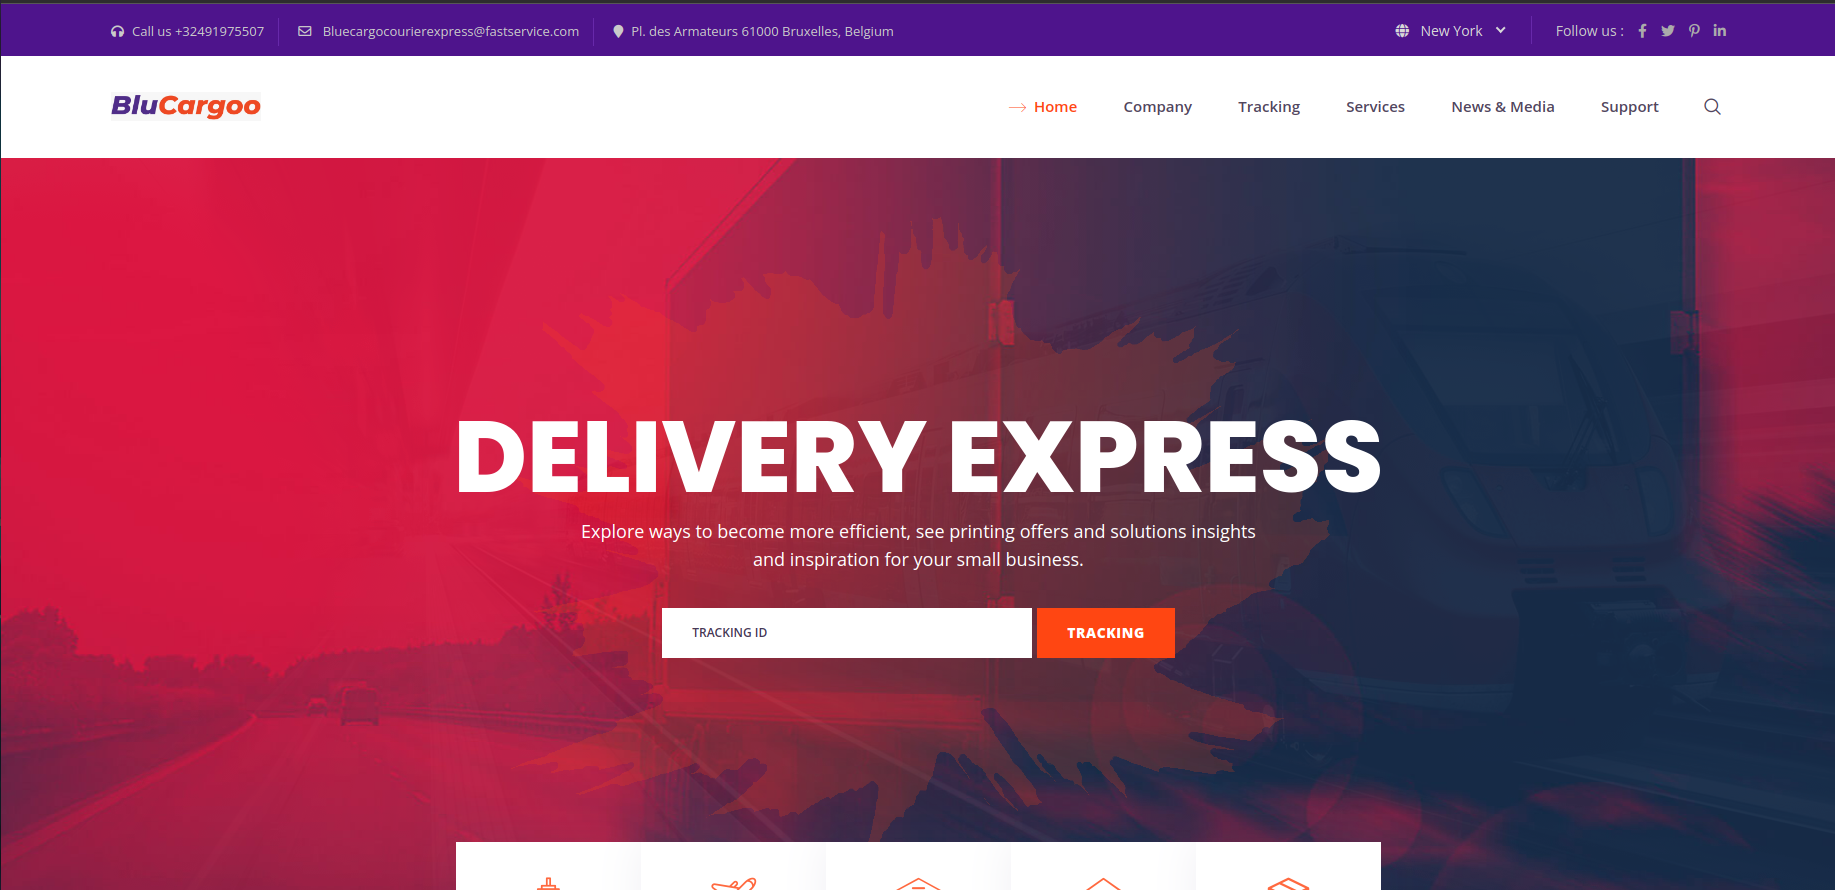 Call us +32491975507
Bluecargocourierexpress@fastservice.com
Pl. des Armateurs 61000 Bruxelles, Belgium
New York
Follow us :
BluCargoo
Home
Company
Tracking
Services
News & Media
Support
DELIVERY EXPRESS
Explore ways to become more efficient, see printing offers and solutions insights
and inspiration for your small business.
TRACKING ID
TRACKING